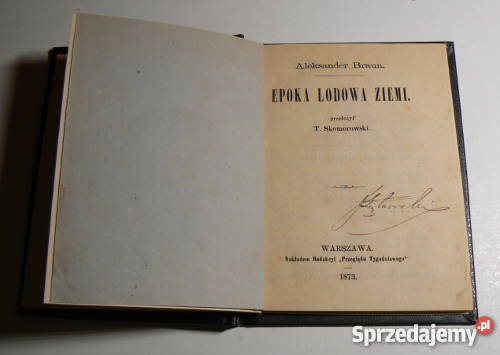 Aleksander Braun.
EPOKA LODOWA ZIEMI.
przełożył
T. Skomorowski.
WARSZAWA.
Nakładem Redakcyi „Przeglądu Tygodniowego"
1873.
Sprzedajemy.pl